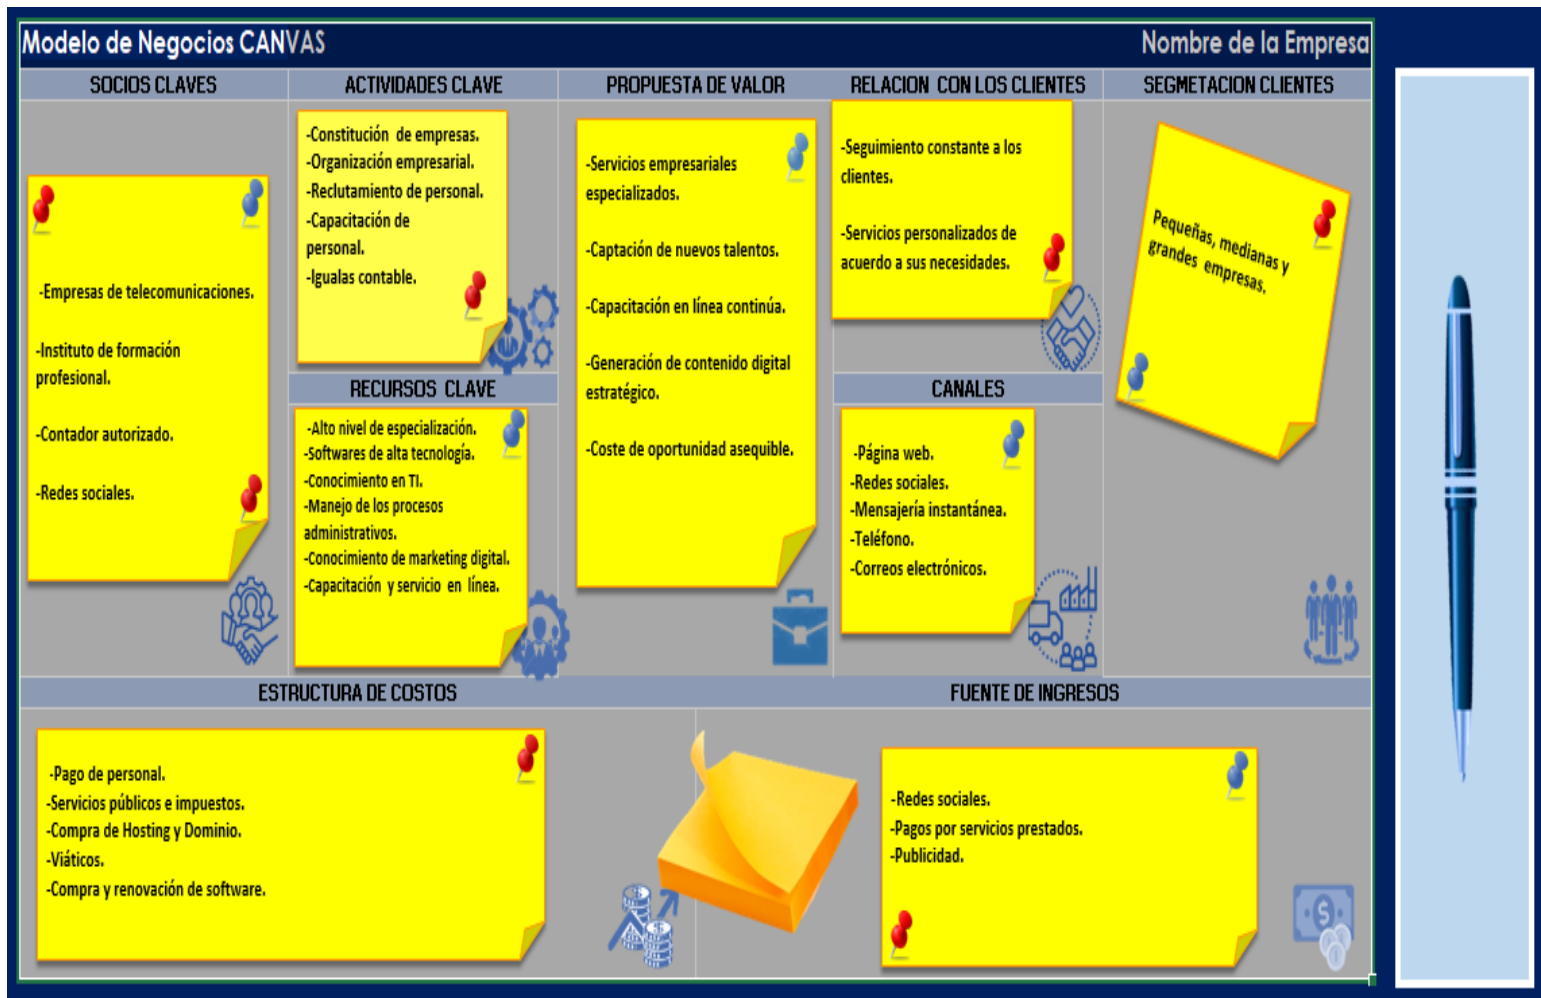 Modelo de Negocios CANVAS
Nombre de la Empresa
SOCIOS CLAVES
-Empresas de telecomunicaciones.
-Instituto de formación
profesional.
-Contador autorizado.
-Redes sociales.
ACTIVIDADES CLAVE
-Constitución de empresas.
-Organización empresarial.
-Reclutamiento de personal.
-Capacitación de
personal.
-Igualas contable.
RECURSOS CLAVE
-Alto nivel de especialización.
-Softwares de alta tecnología.
-Conocimiento en TI.
-Manejo de los procesos
administrativos.
-Conocimiento de marketing digital.
-Capacitación y servicio en línea.
PROPUESTA DE VALOR
-Servicios empresariales
especializados.
-Captación de nuevos talentos.
-Capacitación en línea continúa.
-Generación de contenido digital
estratégico.
-Coste de oportunidad asequible.
RELACION CON LOS CLIENTES
-Seguimiento constante a los
clientes.
-Servicios personalizados de
acuerdo a sus necesidades.
CANALES
-Página web.
-Redes sociales.
-Mensajería instantánea.
-Teléfono.
-Correos electrónicos.
SEGMETACION CLIENTES
Pequeñas, medianas y
grandes empresas.
ESTRUCTURA DE COSTOS
-Pago de personal.
-Servicios públicos e impuestos.
-Compra de Hosting y Dominio.
-Viáticos.
-Compra y renovación de software.
FUENTE DE INGRESOS
-Redes sociales.
-Pagos por servicios prestados.
-Publicidad.